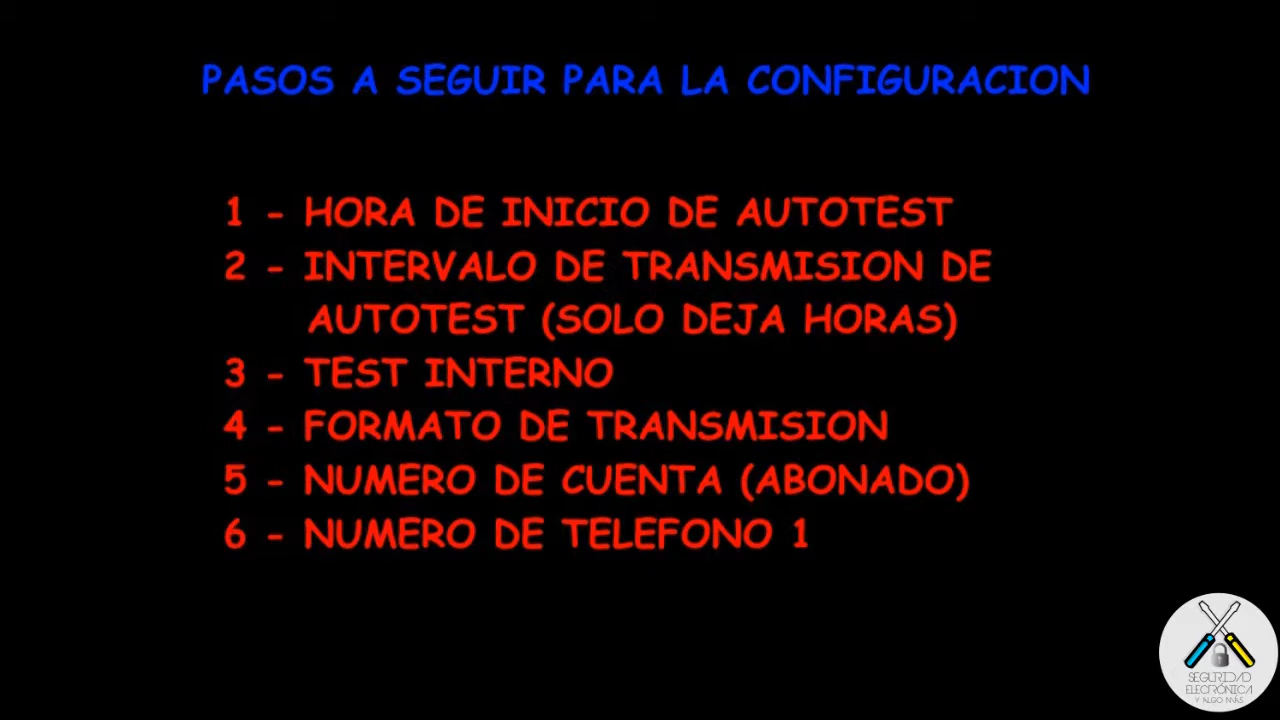 PASOS A SEGUIR PARA LA CONFIGURACION
1 - HORA DE INICIO DE AUTOTEST
2 - INTERVALO DE TRANSMISION DE
AUTOTEST (SOLO DEJA HORAS)
3 - TEST INTERNO
4 - FORMATO DE TRANSMISION
5 - NUMERO DE CUENTA (ABONADO)
6 - NUMERO DE TELEFONO 1
SEGURIDAD
ELECTRÓNICA
Y ALGO MÁS